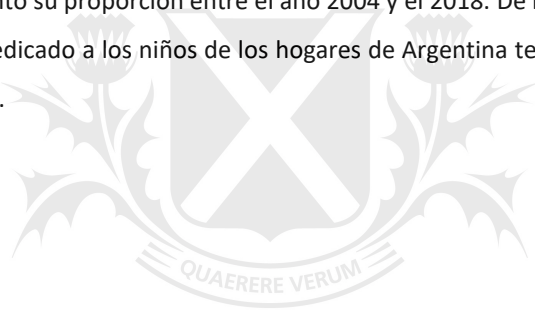 su proporción entre el año 2004 y el 2018. De
edicado a los niños de los hogares de Argentina te
.
QUAERERE VERUM